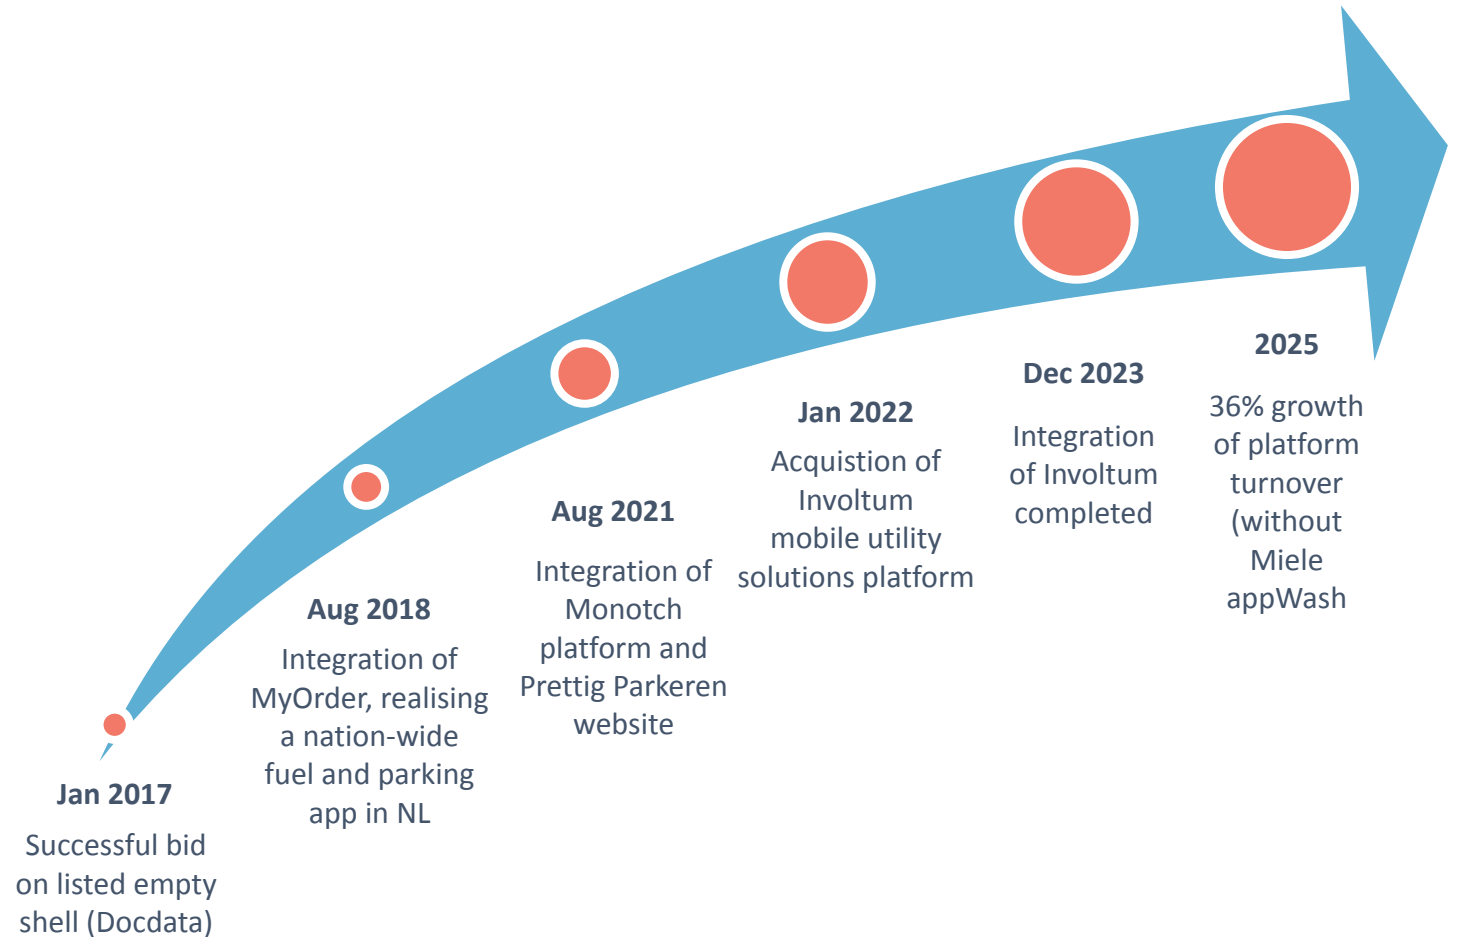 Jan 2017
Successful bid
on listed empty
shell (Docdata)
Aug 2018
Integration of
MyOrder, realising
a nation-wide
fuel and parking
app in NL
Aug 2021
Integration of
Monotch
platform and
Prettig Parkeren
website
Jan 2022
Acquistion of
Involtum
mobile utility
solutions platform
Dec 2023
Integration
of Involtum
completed
2025
36% growth
of platform
turnover
(without
Miele
appWash